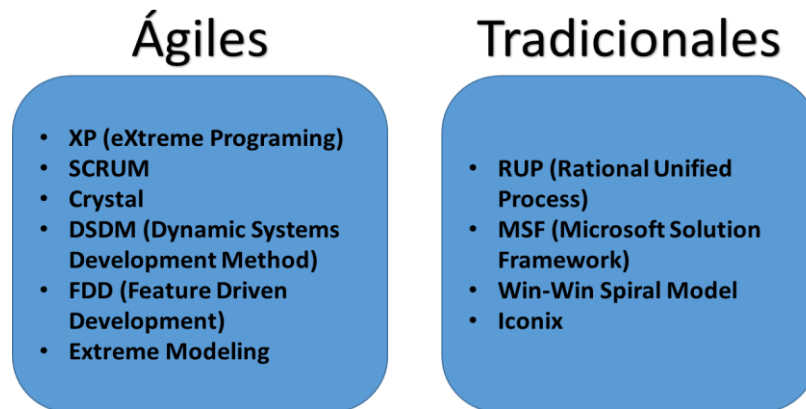 Ágiles
• XP (eXtreme Programing)
• SCRUM
• Crystal
• DSDM (Dynamic Systems
Development Method)
• FDD (Feature Driven
Development)
• Extreme Modeling
Tradicionales
• RUP (Rational Unified
Process)
• MSF (Microsoft Solution
Framework)
• Win-Win Spiral Model
• Iconix